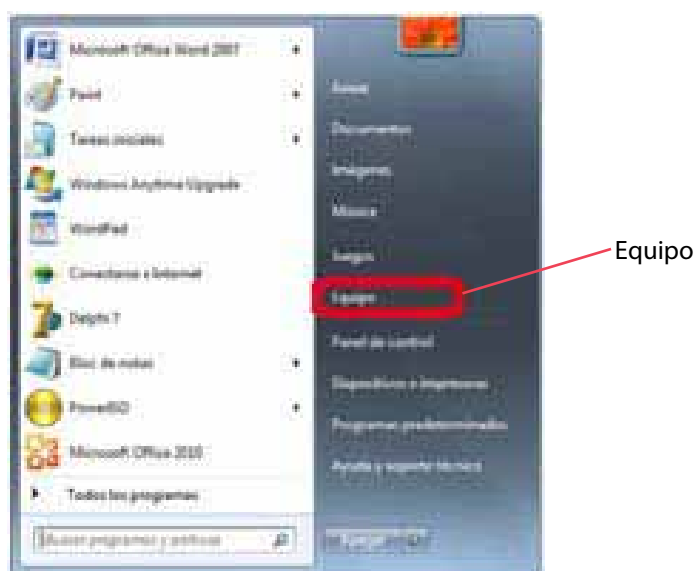 Microsoft Office Word 2007
Paint
Tareas iniciales
Windows Anytime Upgrade
WordPad
Conectarse a Internet
Delphi 7
Bloc de notas
PowerISO
Microsoft Office 2010
Todos los programas
Buscar programas y archivos
Documentos
Imágenes
Música
Juegos
Equipo
Panel de control
Dispositivos e impresoras
Programas predeterminados
Ayuda y soporte técnico
Equipo